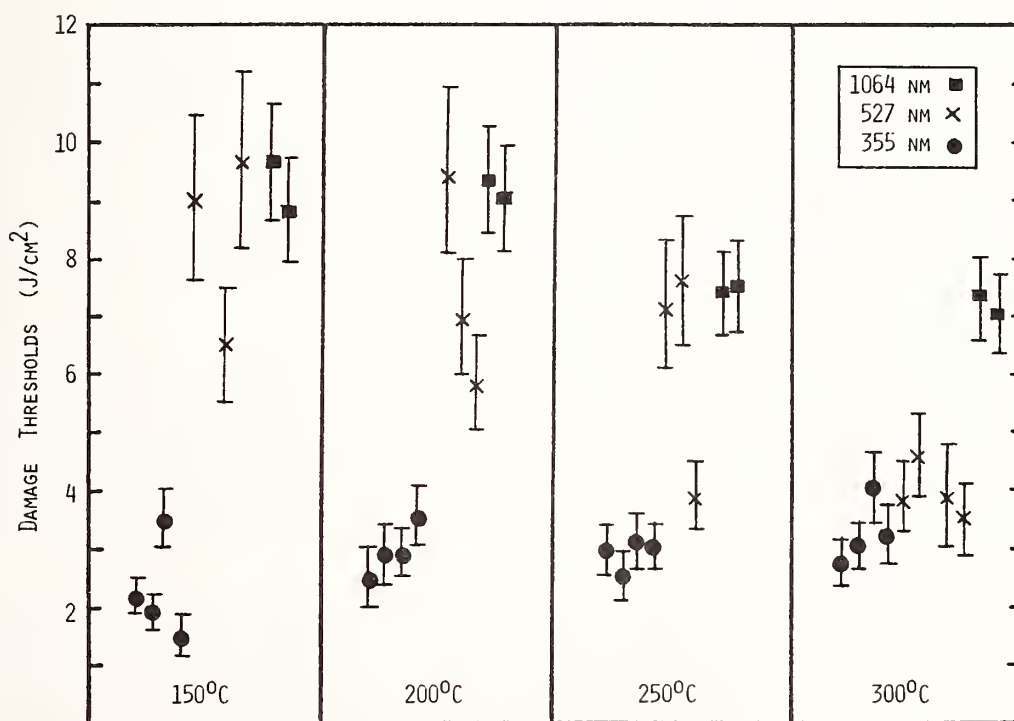 12
10
8
6
4
2
DAMAGE THRESHOLDS (J/CM²)
1064 NM
527 NM
355 NM
150°C
200°C
250°C
300°C